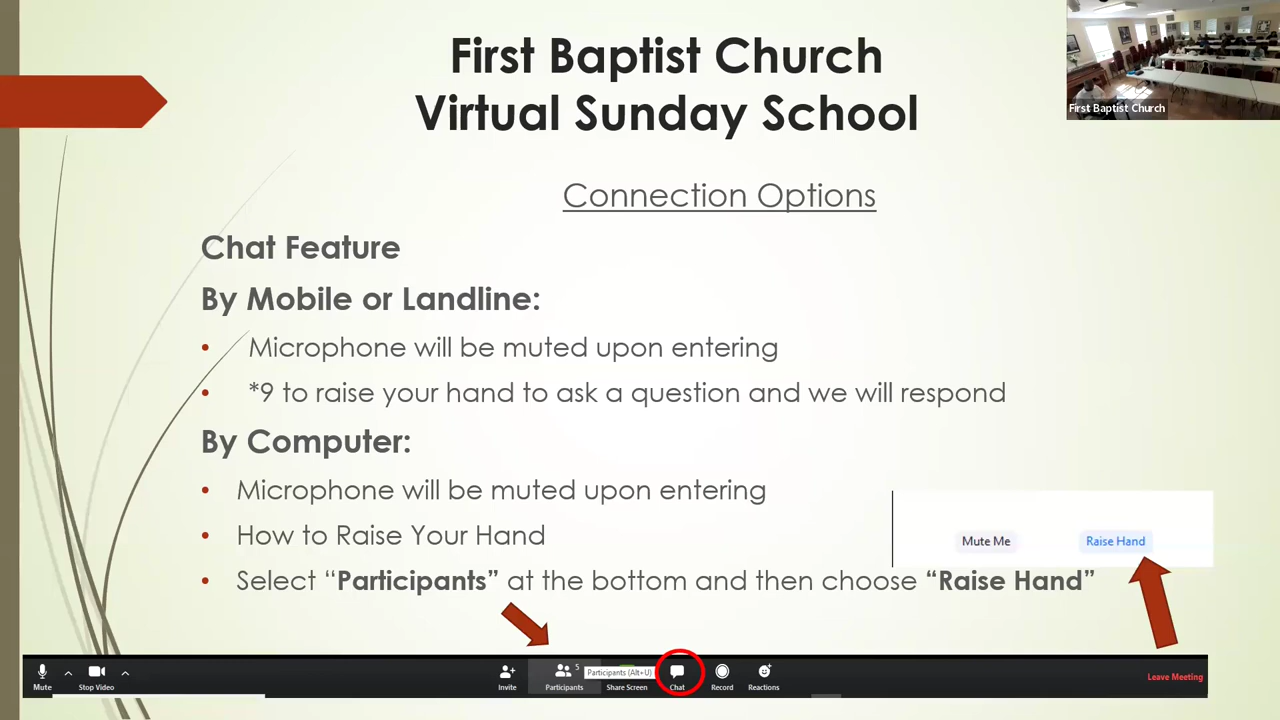 First Baptist Church
Virtual Sunday School
First Baptist Church
Connection Options
Chat Feature
By Mobile or Landline:
• Microphone will be muted upon entering
• *9 to raise your hand to ask a question and we will respond
By Computer:
• Microphone will be muted upon entering
• How to Raise Your Hand
Mute Me Raise Hand
• Select “Participants” at the bottom and then choose “Raise Hand”
5
Participants (Alt+U)
Mute Stop Video Invite Participants Share Screen Chat Record Reactions Leave Meeting